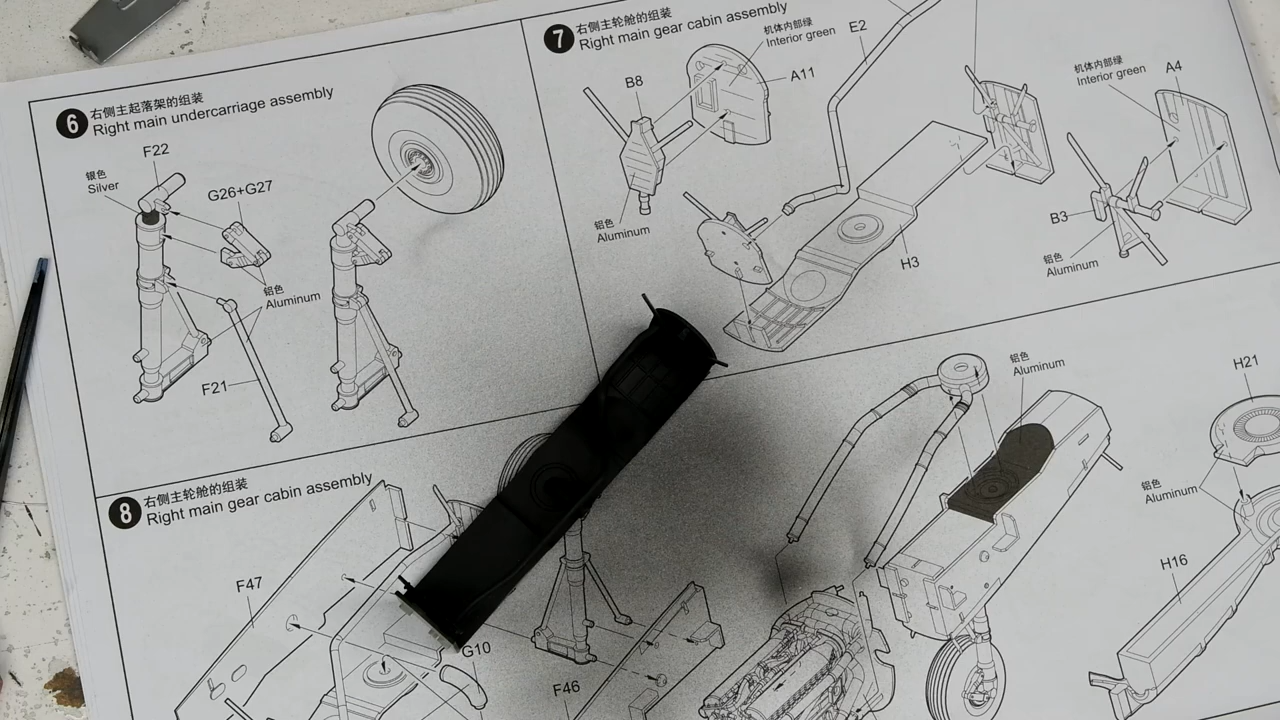 6
右侧主起落架的组装
Right main undercarriage assembly
F22
银色
Silver
G26+G27
铝色
Aluminum
F21
7
右侧主轮舱的组装
Right main gear cabin assembly
机体内部绿
Interior green
E2
B8
A11
铝色
Aluminum
H3
机体内部绿
Interior green
A4
B3
铝色
Aluminum
8
右侧主轮舱的组装
Right main gear cabin assembly
F47
G10
F46
铝色
Aluminum
H21
铝色
Aluminum
H16